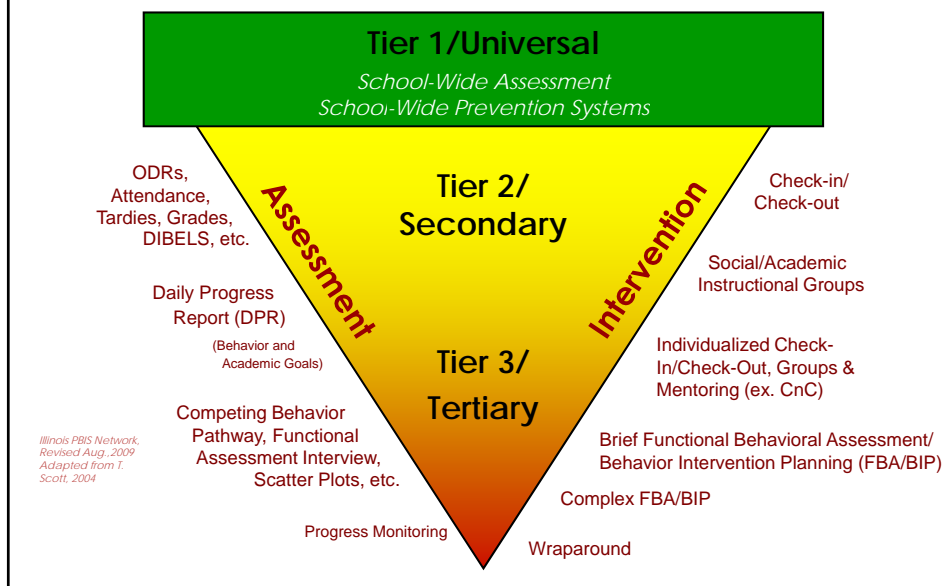 Tier 1/Universal
School-Wide Assessment
School-Wide Prevention Systems
ODRs,
Attendance,
Tardies, Grades,
DIBELS, etc.
Daily Progress
Report (DPR)
(Behavior and
Academic Goals)
Competing Behavior
Pathway, Functional
Assessment Interview,
Scatter Plots, etc.
Progress Monitoring
Illinois PBIS Network,
Revised Aug.,2009
Adapted from T.
Scott, 2004
Assessment
Tier 2/
Secondary
Tier 3/
Tertiary
Intervention
Check-in/
Check-out
Social/Academic
Instructional Groups
Individualized Check-
In/Check-Out, Groups &
Mentoring (ex. CnC)
Brief Functional Behavioral Assessment/
Behavior Intervention Planning (FBA/BIP)
Complex FBA/BIP
Wraparound